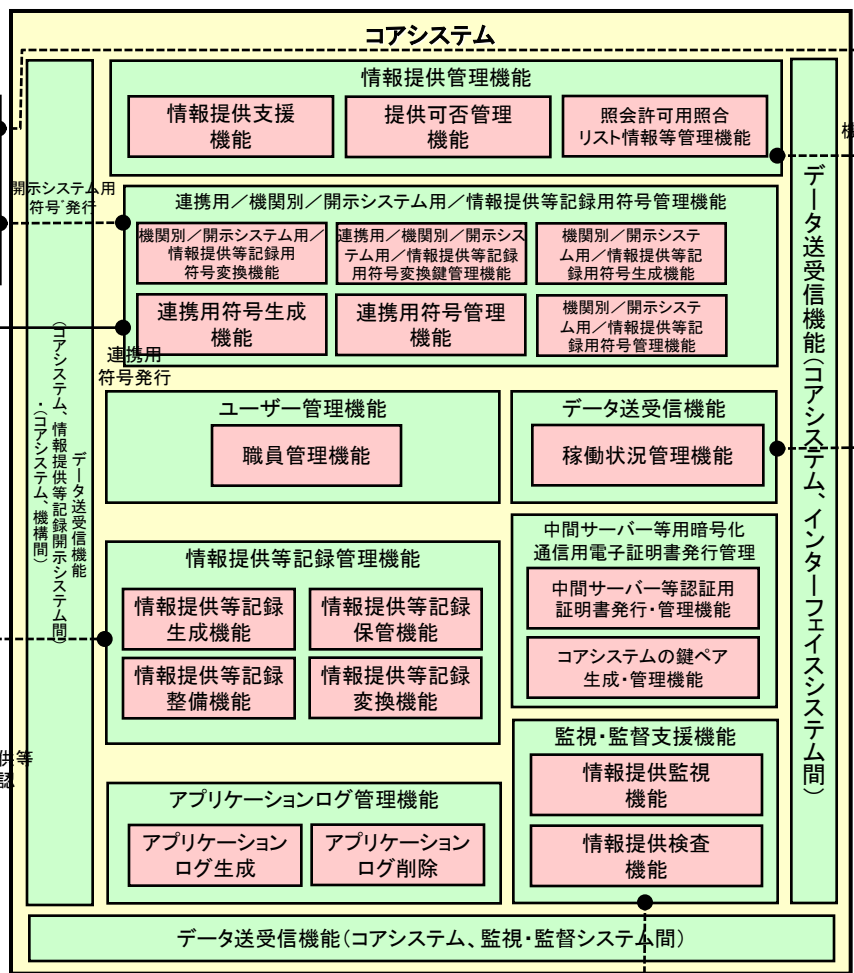 コアシステム
情報提供管理機能
情報提供支援
機能
提供可否管理
機能
照会許可用照合
リスト情報等管理機能
機
開示システム用
符号*発行
連携用／機関別／開示システム用／情報提供等記録用符号管理機能
機関別／開示システム用／
情報提供等記録用
符号変換機能
連携用／機関別／開示シス
テム用／情報提供等記録
用符号変換鍵管理機能
機関別／開示システ
ム用／情報提供等記
録用符号生成機能
連携用符号生成
機能
連携用符号管理
機能
機関別／開示システ
ム用／情報提供等記
録用符号管理機能
連携用
符号発行
データ送受信機能
（コアシステム、情報提供等記録開示システム間）
・（コアシステム、機構間）
データ送受信機能（コアシステム、インターフェイスシステム間）
ユーザー管理機能
職員管理機能
データ送受信機能
稼働状況管理機能
情報提供等記録管理機能
情報提供等記録
生成機能
情報提供等記録
保管機能
情報提供等記録
整備機能
情報提供等記録
変換機能
中間サーバー等用暗号化
通信用電子証明書発行管理
中間サーバー等認証用
証明書発行・管理機能
コアシステムの鍵ペア
生成・管理機能
供等
認
監視・監督支援機能
情報提供監視
機能
情報提供検査
機能
アプリケーションログ管理機能
アプリケーション
ログ生成
アプリケーション
ログ削除
データ送受信機能（コアシステム、監視・監督システム間）